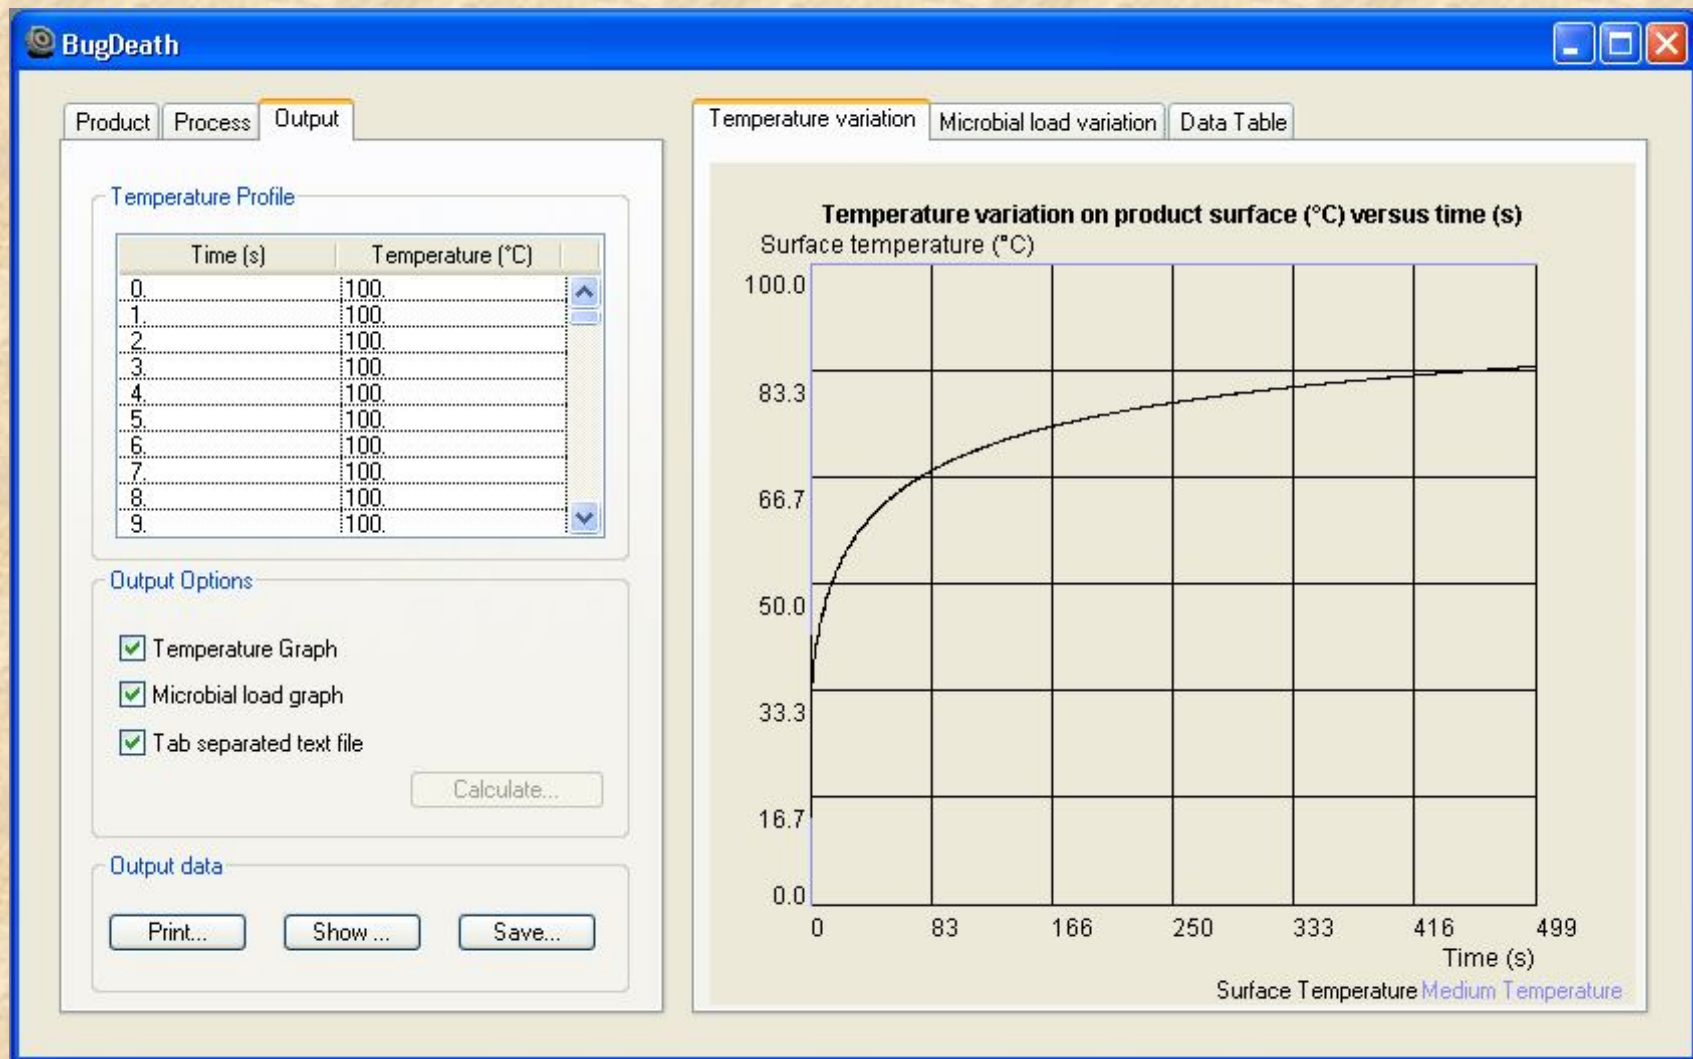 BugDeath
Product Process Output
Temperature Profile
Time (s) Temperature (°C)
0. 100.
1. 100.
2. 100.
3. 100.
4. 100.
5. 100.
6. 100.
7. 100.
8. 100.
9. 100.
Output Options
Temperature Graph
Microbial load graph
Tab separated text file
Calculate...
Output data
Print... Show ... Save...
Temperature variation Microbial load variation Data Table
Temperature variation on product surface (°C) versus time (s)
Surface temperature (°C)
100.0
83.3
66.7
50.0
33.3
16.7
0.0
0 83 166 250 333 416 499
Time (s)
Surface Temperature Medium Temperature